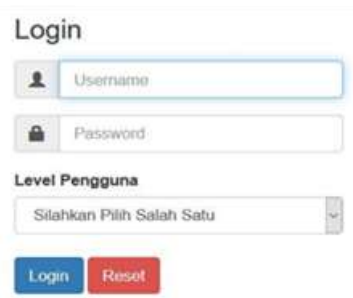 Login
Username
Password
Level Pengguna
Silahkan Pilih Salah Satu
Login Reset